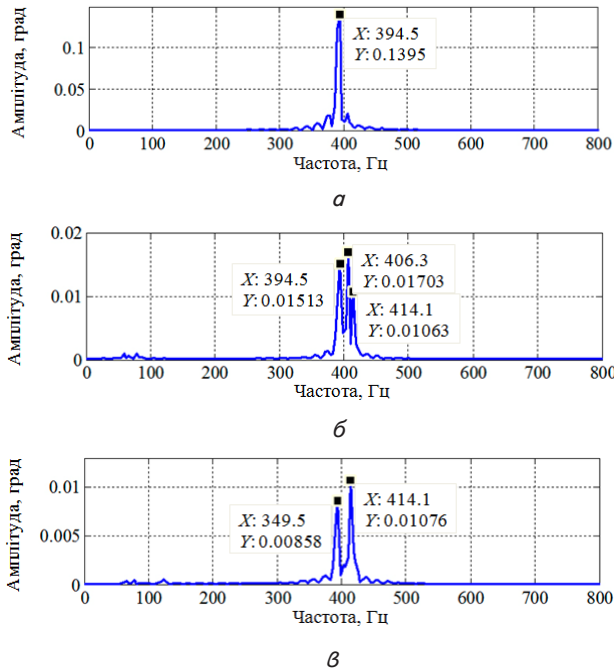 Амплітуда, град
0.1
0.05
0
X: 394.5
Y: 0.1395
0 100 200 300 400 500 600 700 800
Частота, Гц
а
Амплітуда, град
0.02
0.01
0
X: 394.5
Y: 0.01513
X: 406.3
Y: 0.01703
X: 414.1
Y: 0.01063
0 100 200 300 400 500 600 700 800
Частота, Гц
б
Амплітуда, град
0.01
0.005
0
X: 349.5
Y: 0.00858
X: 414.1
Y: 0.01076
0 100 200 300 400 500 600 700 800
Частота, Гц
в